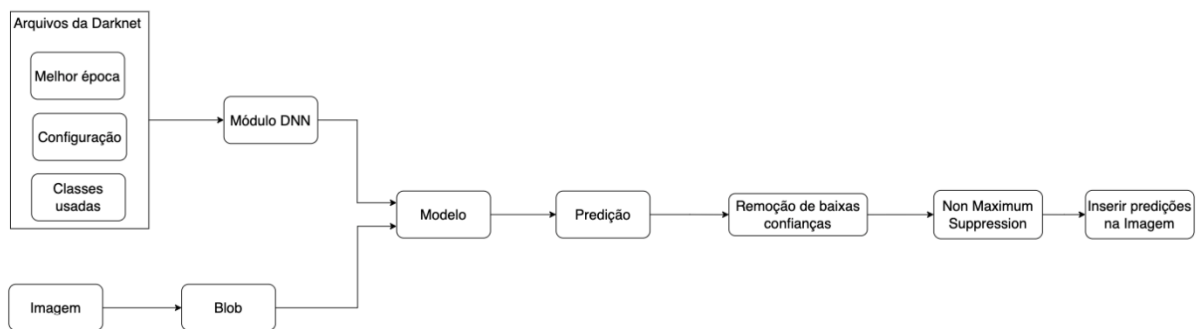 Arquivos da Darknet
Melhor época
Configuração
Classes
usadas
Módulo DNN
Imagem
Blob
Modelo
Predição
Remoção de baixas
confianças
Non Maximum
Suppression
Inserir predições
na Imagem